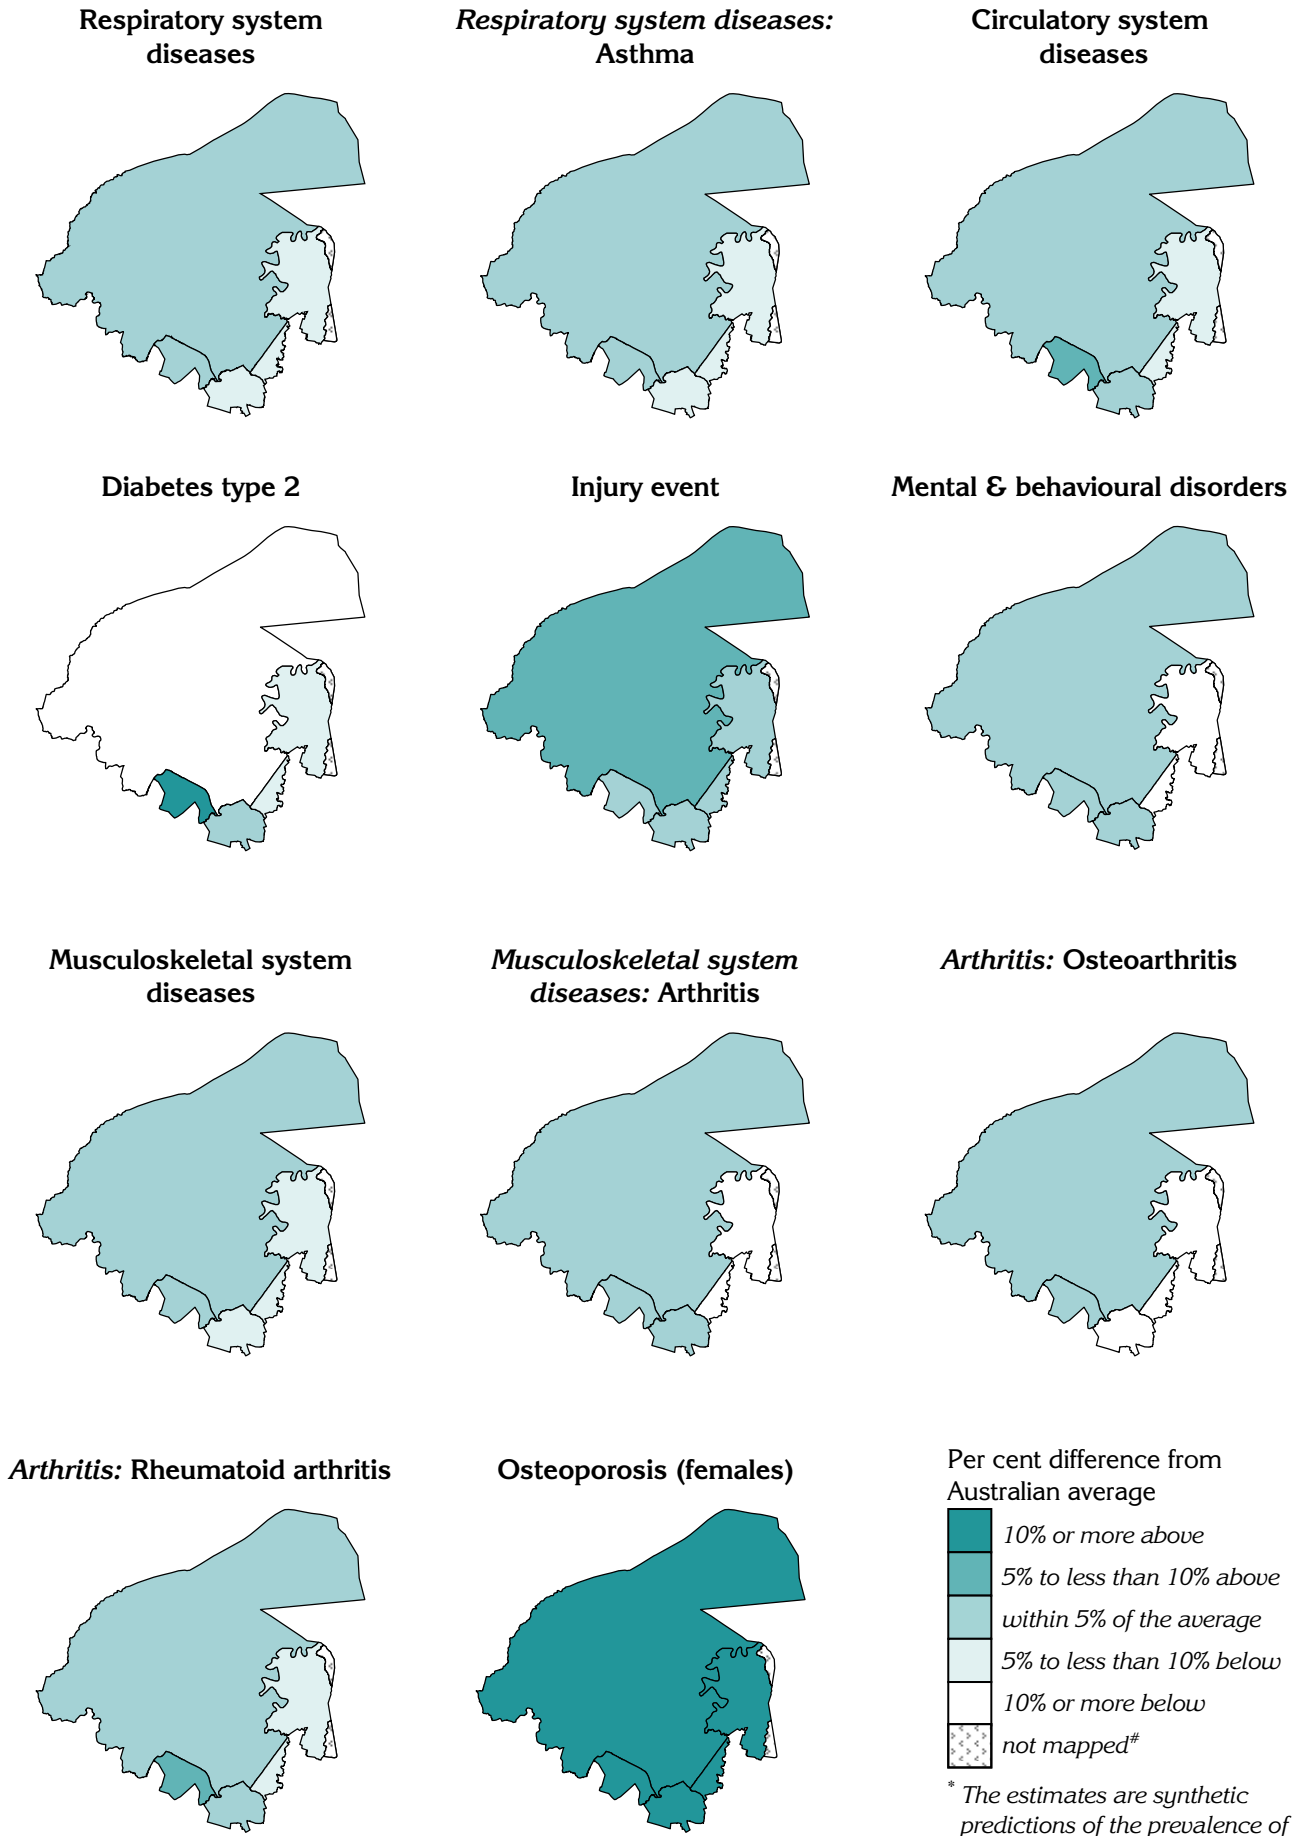 Respiratory system
diseases
Respiratory system diseases:
Asthma
Circulatory system
diseases
Diabetes type 2
Injury event
Mental & behavioural disorders
Musculoskeletal system
diseases
Musculoskeletal system
diseases: Arthritis
Arthritis: Osteoarthritis
Arthritis: Rheumatoid arthritis
Osteoporosis (females)
Per cent difference from
Australian average
10% or more above
5% to less than 10% above
within 5% of the average
5% to less than 10% below
10% or more below
not mapped#
* The estimates are synthetic
predictions of the prevalence of